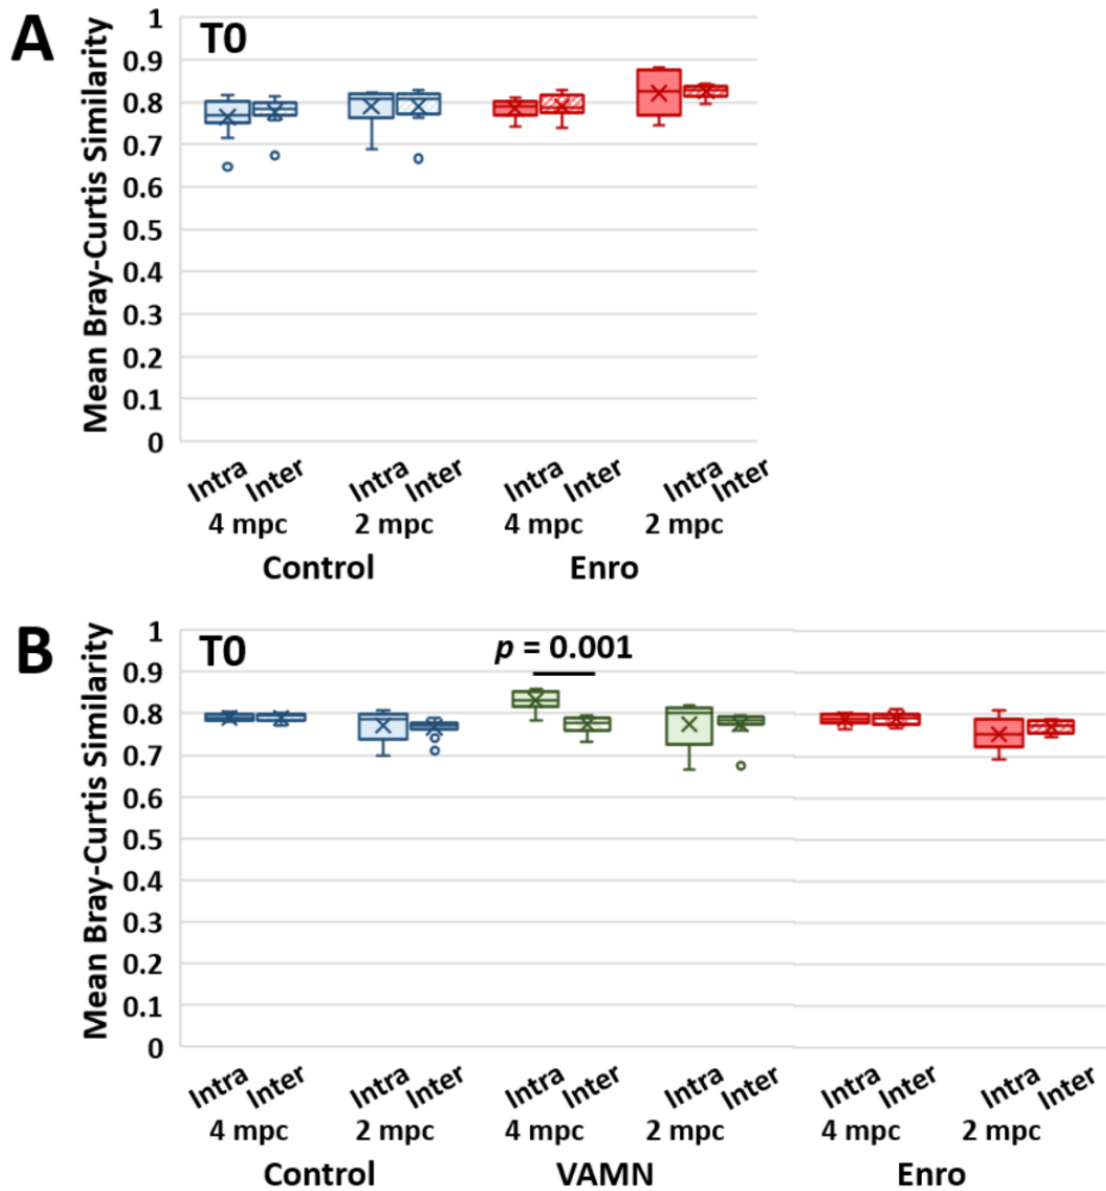 A
T0
Mean Bray-Curtis Similarity
1
0.9
0.8
0.7
0.6
0.5
0.4
0.3
0.2
0.1
0
Intra Inter Intra Inter Intra Inter Intra Inter
4 mpc 2 mpc 4 mpc 2 mpc
Control Enro
B
T0
p = 0.001
Mean Bray-Curtis Similarity
1
0.9
0.8
0.7
0.6
0.5
0.4
0.3
0.2
0.1
0
Intra Inter Intra Inter Intra Inter Intra Inter Intra Inter Intra Inter
4 mpc 2 mpc 4 mpc 2 mpc 4 mpc 2 mpc
Control VAMN Enro